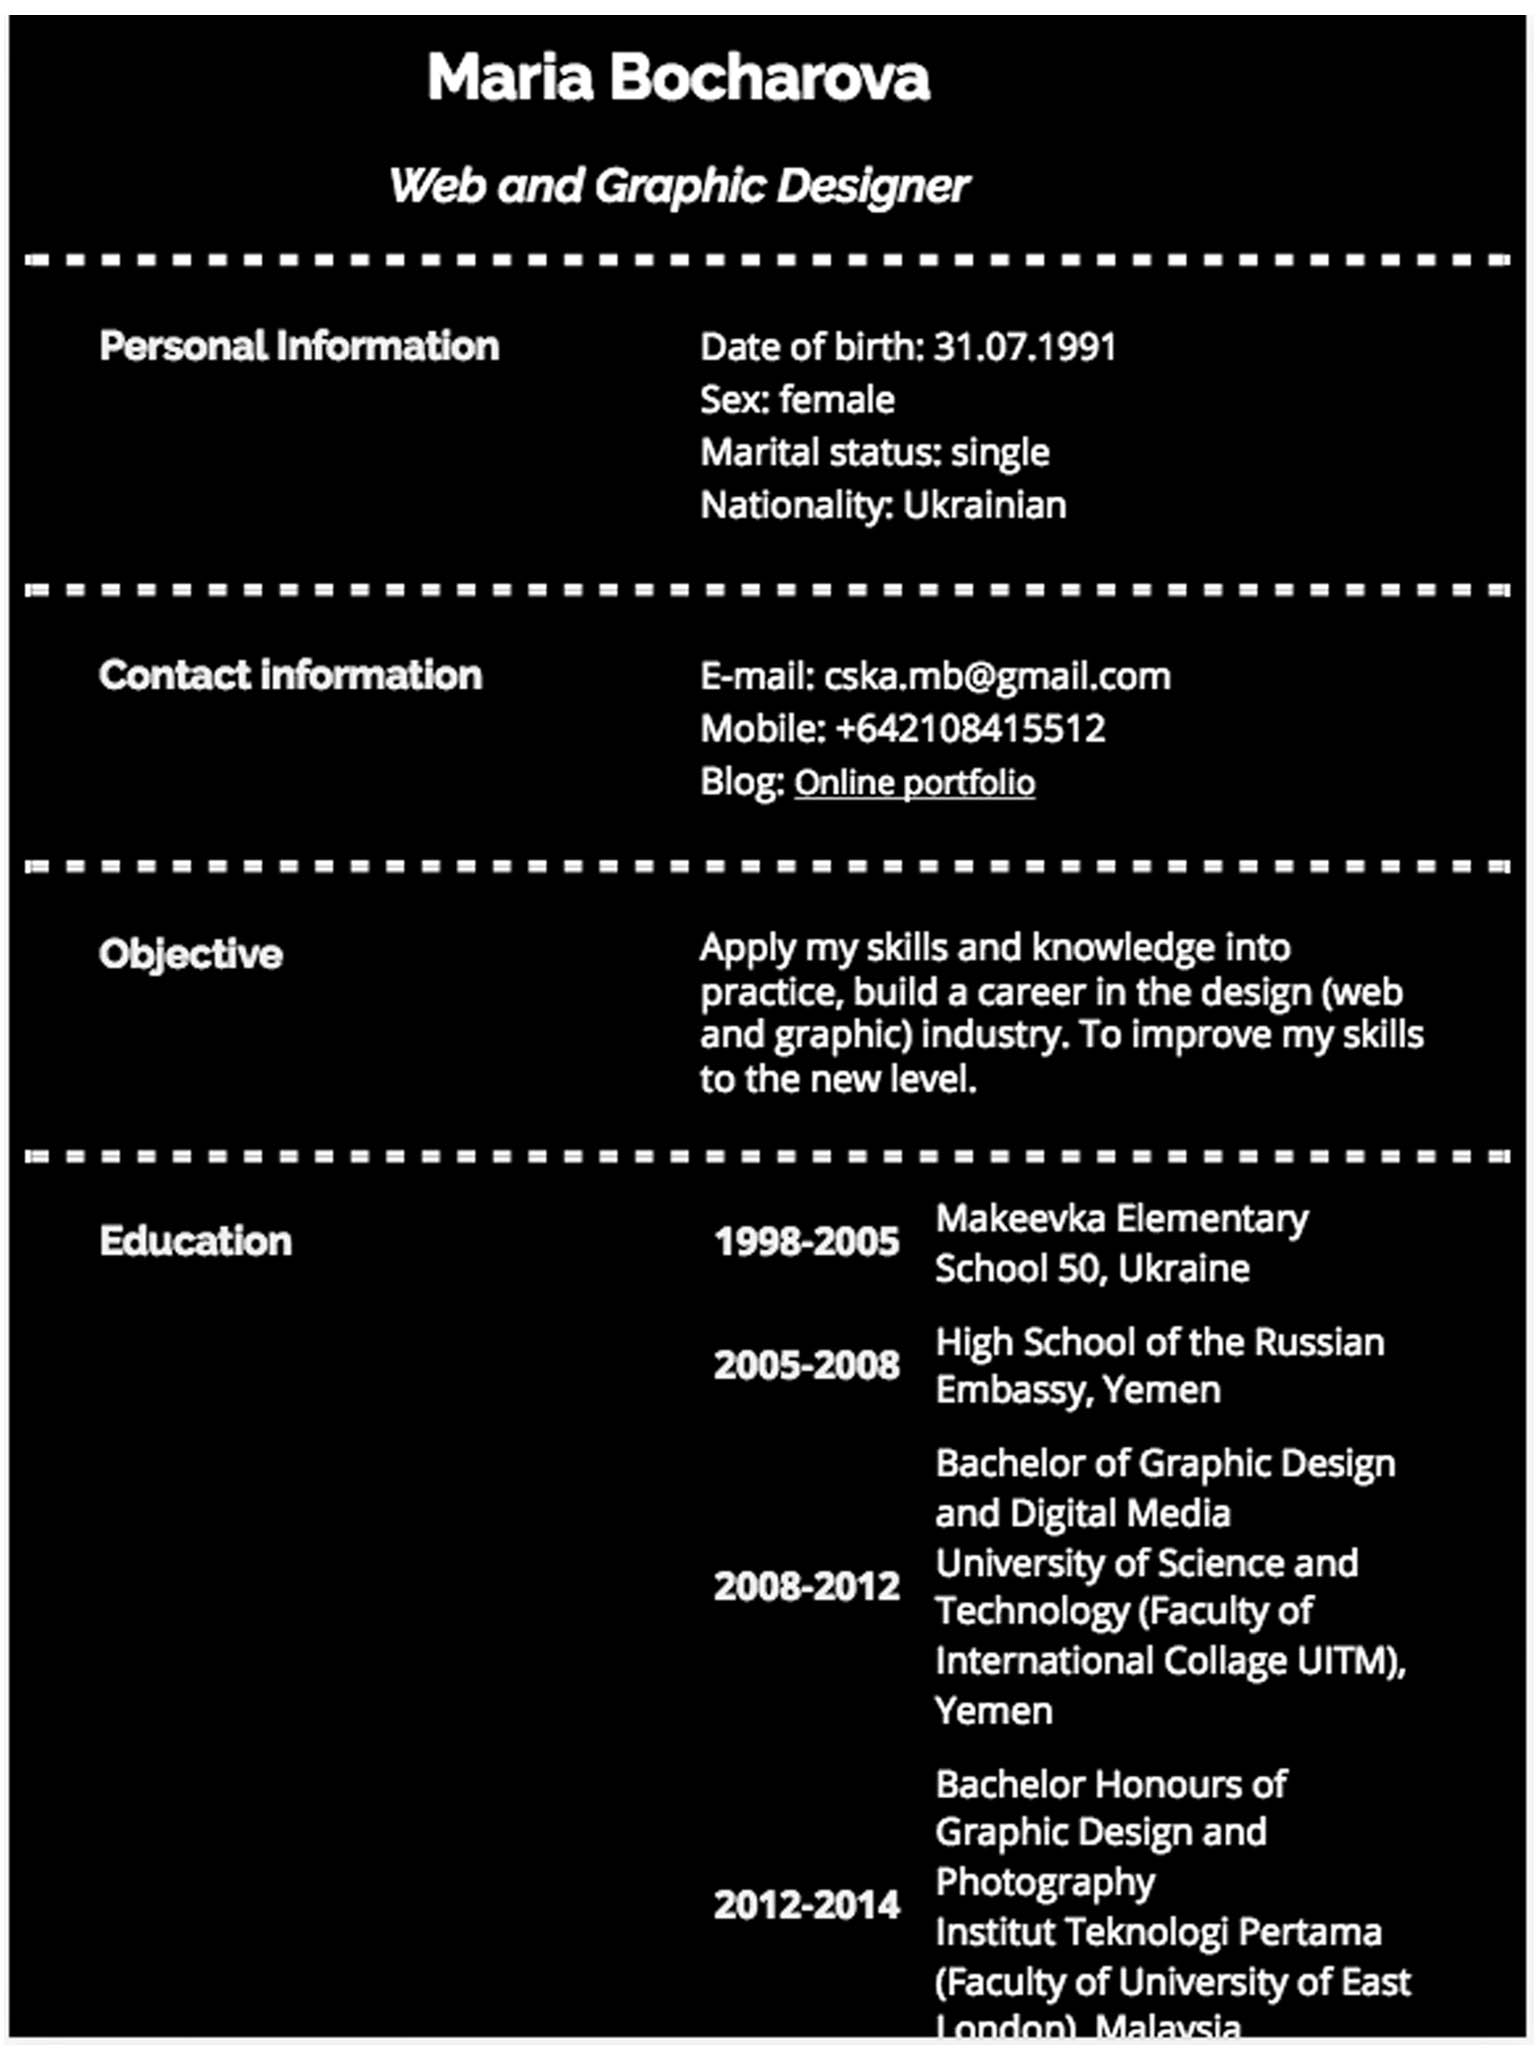 Maria Bocharova
Web and Graphic Designer
Personal Information
Date of birth: 31.07.1991
Sex: female
Marital status: single
Nationality: Ukrainian
Contact information
E-mail: cska.mb@gmail.com
Mobile: +642108415512
Blog: Online portfolio
Objective
Apply my skills and knowledge into
practice, build a career in the design (web
and graphic) industry. To improve my skills
to the new level.
Education
1998-2005
Makeevka Elementary
School 50, Ukraine
2005-2008
High School of the Russian
Embassy, Yemen
2008-2012
Bachelor of Graphic Design
and Digital Media
University of Science and
Technology (Faculty of
International Collage UITM),
Yemen
2012-2014
Bachelor Honours of
Graphic Design and
Photography
Institut Teknologi Pertama
(Faculty of University of East
London), Malaysia